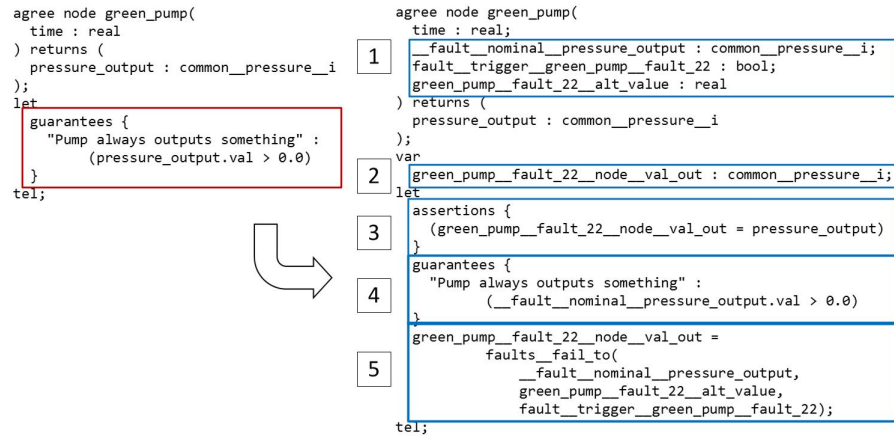 agree node green_pump(
time : real
) returns (
pressure_output : common__pressure__i
);
let
guarantees {
"Pump always outputs something" :
(pressure_output.val > 0.0)
}
tel;
agree node green_pump(
time : real;
1
__fault__nominal__pressure_output : common__pressure__i;
fault__trigger__green_pump__fault_22 : bool;
green_pump__fault_22__alt_value : real
) returns (
pressure_output : common__pressure__i
);
var
2
green_pump__fault_22__node__val_out : common__pressure__i;
let
3
assertions {
(green_pump__fault_22__node__val_out = pressure_output)
}
4
guarantees {
"Pump always outputs something" :
(__fault__nominal__pressure_output.val > 0.0)
}
5
green_pump__fault_22__node__val_out =
faults__fail_to(
__fault__nominal__pressure_output,
green_pump__fault_22__alt_value,
fault__trigger__green_pump__fault_22);
tel;